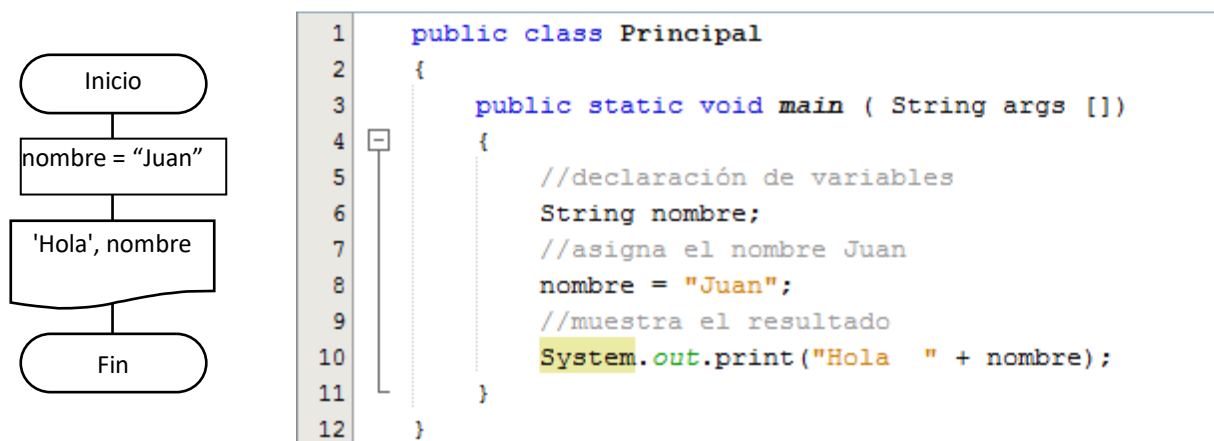 Inicio
nombre = “Juan”
'Hola', nombre
Fin
1 public class Principal
2 {
3 public static void main ( String args [])
4 {
5 //declaración de variables
6 String nombre;
7 //asigna el nombre Juan
8 nombre = "Juan";
9 //muestra el resultado
10 System.out.print("Hola  " + nombre);
11 }
12 }